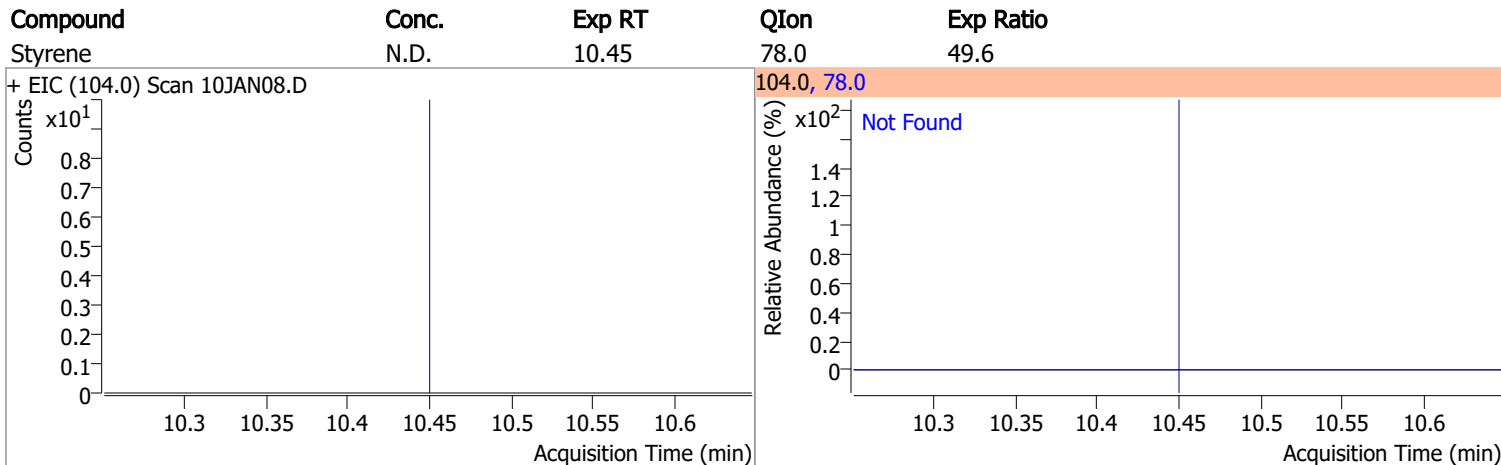 Compound Conc. Exp RT QIon Exp Ratio
Styrene N.D. 10.45 78.0 49.6
+ EIC (104.0) Scan 10JAN08.D
Counts
x10¹
0.8
0.7
0.6
0.5
0.4
0.3
0.2
0.1
0
10.3 10.35 10.4 10.45 10.5 10.55 10.6
Acquisition Time (min)
104.0, 78.0
Relative Abundance (%)
x10²
Not Found
1.4
1.2
1
0.8
0.6
0.4
0.2
0
10.3 10.35 10.4 10.45 10.5 10.55 10.6
Acquisition Time (min)